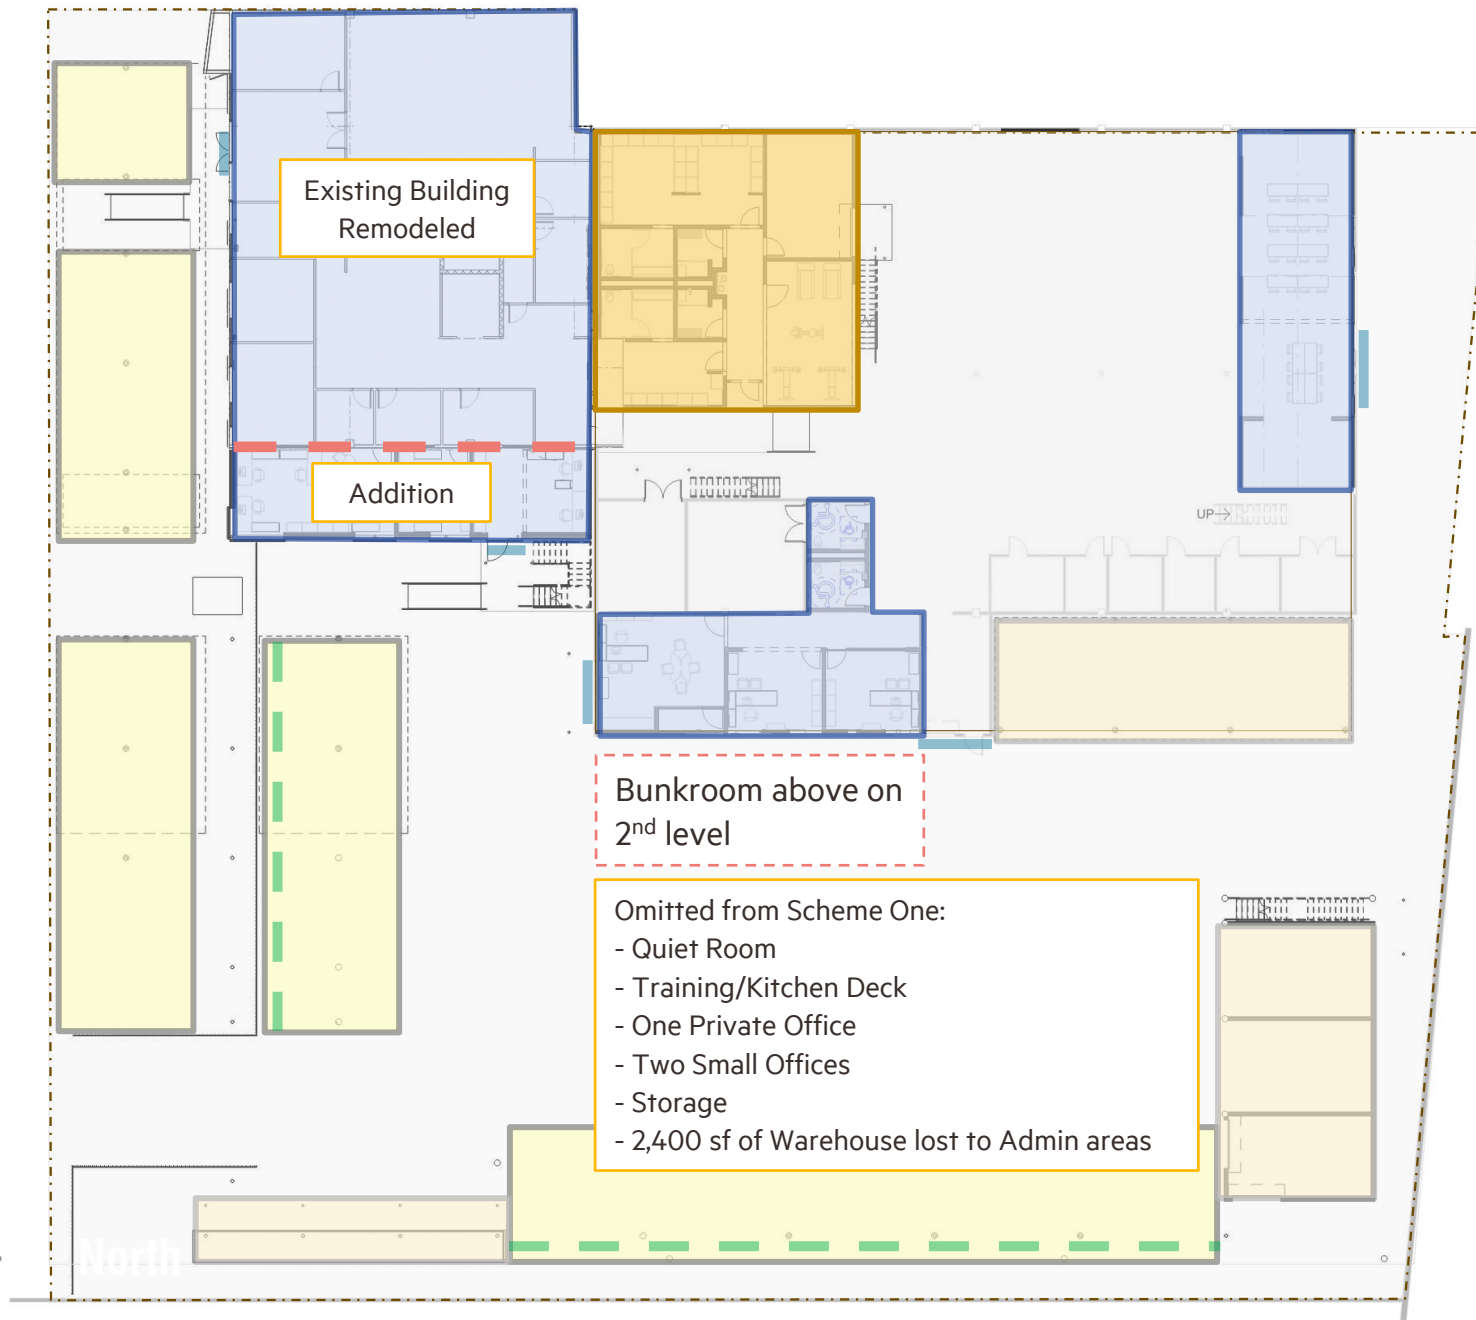 Existing Building
Remodeled
Addition
UP
Bunkroom above on
2nd level
Omitted from Scheme One:
- Quiet Room
- Training/Kitchen Deck
- One Private Office
- Two Small Offices
- Storage
- 2,400 sf of Warehouse lost to Admin areas
North